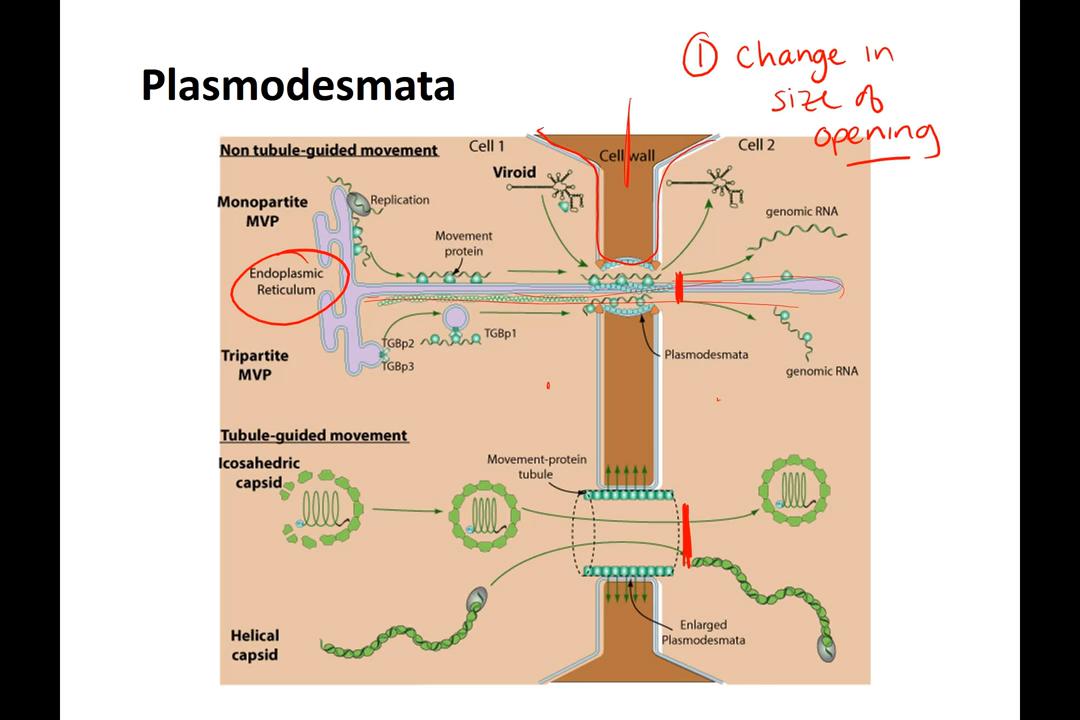 Plasmodesmata
① Change in
size of
opening
Non tubule-guided movement
Cell 1
Cell wall
Cell 2
Viroid
Monopartite
MVP
Replication
genomic RNA
Movement
protein
Endoplasmic
Reticulum
TGBp1
TGBp2
TGBp3
Tripartite
MVP
Plasmodesmata
genomic RNA
Tubule-guided movement
Icosahedric
capsid
Movement-protein
tubule
Helical
capsid
Enlarged
Plasmodesmata